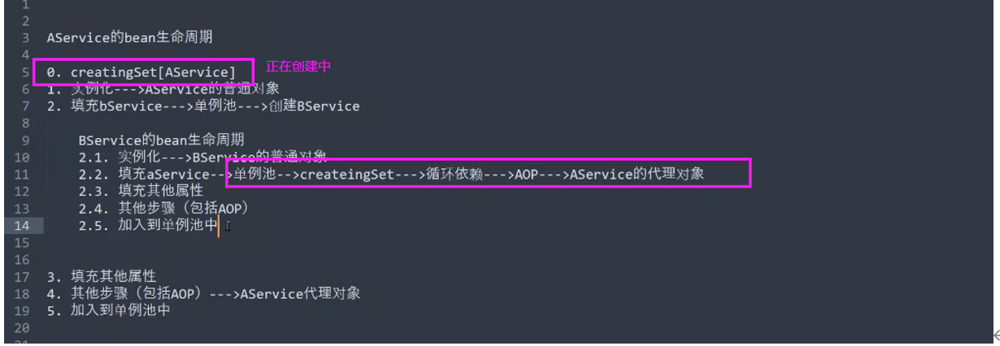 1
2
3 AService的bean生命周期
4
5 0. creatingSet[AService] 正在创建中
6 1. 实例化--->AService的普通对象
7 2. 填充bService--->单例池--->创建BService
8
9 BService的bean生命周期
10 2.1. 实例化--->BService的普通对象
11 2.2. 填充aService-->单例池-->createingSet--->循环依赖--->AOP--->AService的代理对象
12 2.3. 填充其他属性
13 2.4. 其他步骤（包括AOP）
14 2.5. 加入到单例池中
15
16
17 3. 填充其他属性
18 4. 其他步骤（包括AOP）--->AService代理对象
19 5. 加入到单例池中
20
21